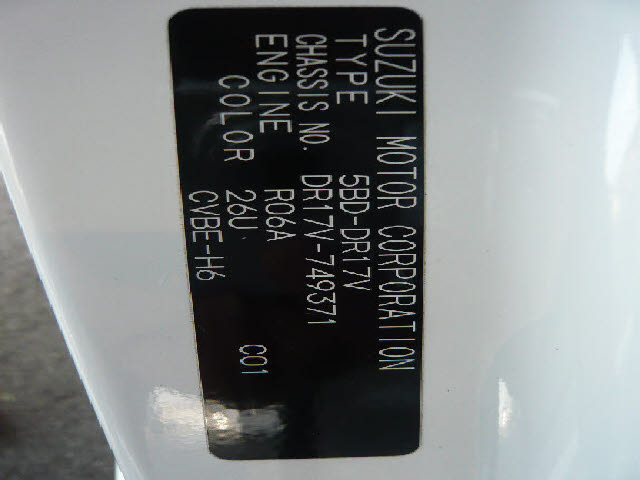 SUZUKI MOTOR CORPORATION
TYPE 5BD-DR17V
CHASSIS NO. DR17V-749371
ENGINE R06A
COLOR 26U C01
CVBE-H6